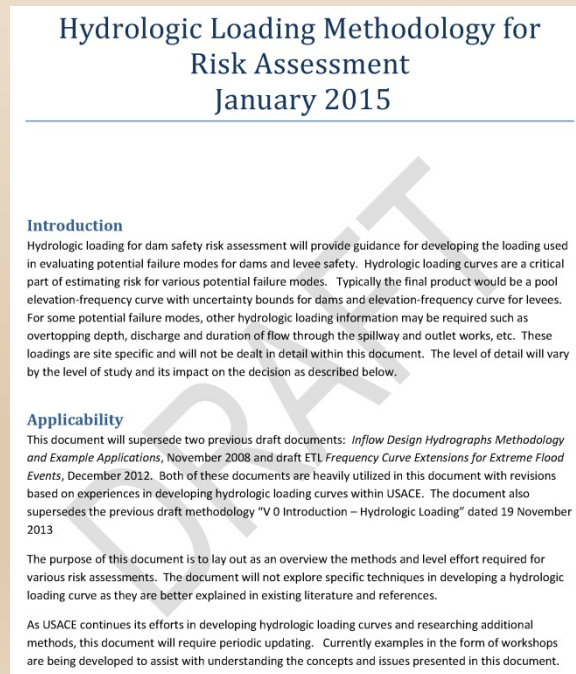 Hydrologic Loading Methodology for
Risk Assessment
January 2015
Introduction
Hydrologic loading for dam safety risk assessment will provide guidance for developing the loading used
in evaluating potential failure modes for dams and levee safety. Hydrologic loading curves are a critical
part of estimating risk for various potential failure modes. Typically the final product would be a pool
elevation-frequency curve with uncertainty bounds for dams and elevation-frequency curve for levees.
For some potential failure modes, other hydrologic loading information may be required such as
overtopping depth, discharge and duration of flow through the spillway and outlet works, etc. These
loadings are site specific and will not be dealt in detail within this document. The level of detail will vary
by the level of study and its impact on the decision as described below.
Applicability
This document will supersede two previous draft documents: Inflow Design Hydrographs Methodology
and Example Applications, November 2008 and draft ETL Frequency Curve Extensions for Extreme Flood
Events, December 2012. Both of these documents are heavily utilized in this document with revisions
based on experiences in developing hydrologic loading curves within USACE. The document also
supersedes the previous draft methodology "V 0 Introduction – Hydrologic Loading" dated 19 November
2013
The purpose of this document is to lay out as an overview the methods and level effort required for
various risk assessments. The document will not explore specific techniques in developing a hydrologic
loading curve as they are better explained in existing literature and references.
As USACE continues its efforts in developing hydrologic loading curves and researching additional
methods, this document will require periodic updating. Currently examples in the form of workshops
are being developed to assist with understanding the concepts and issues presented in this document.
DRAFT